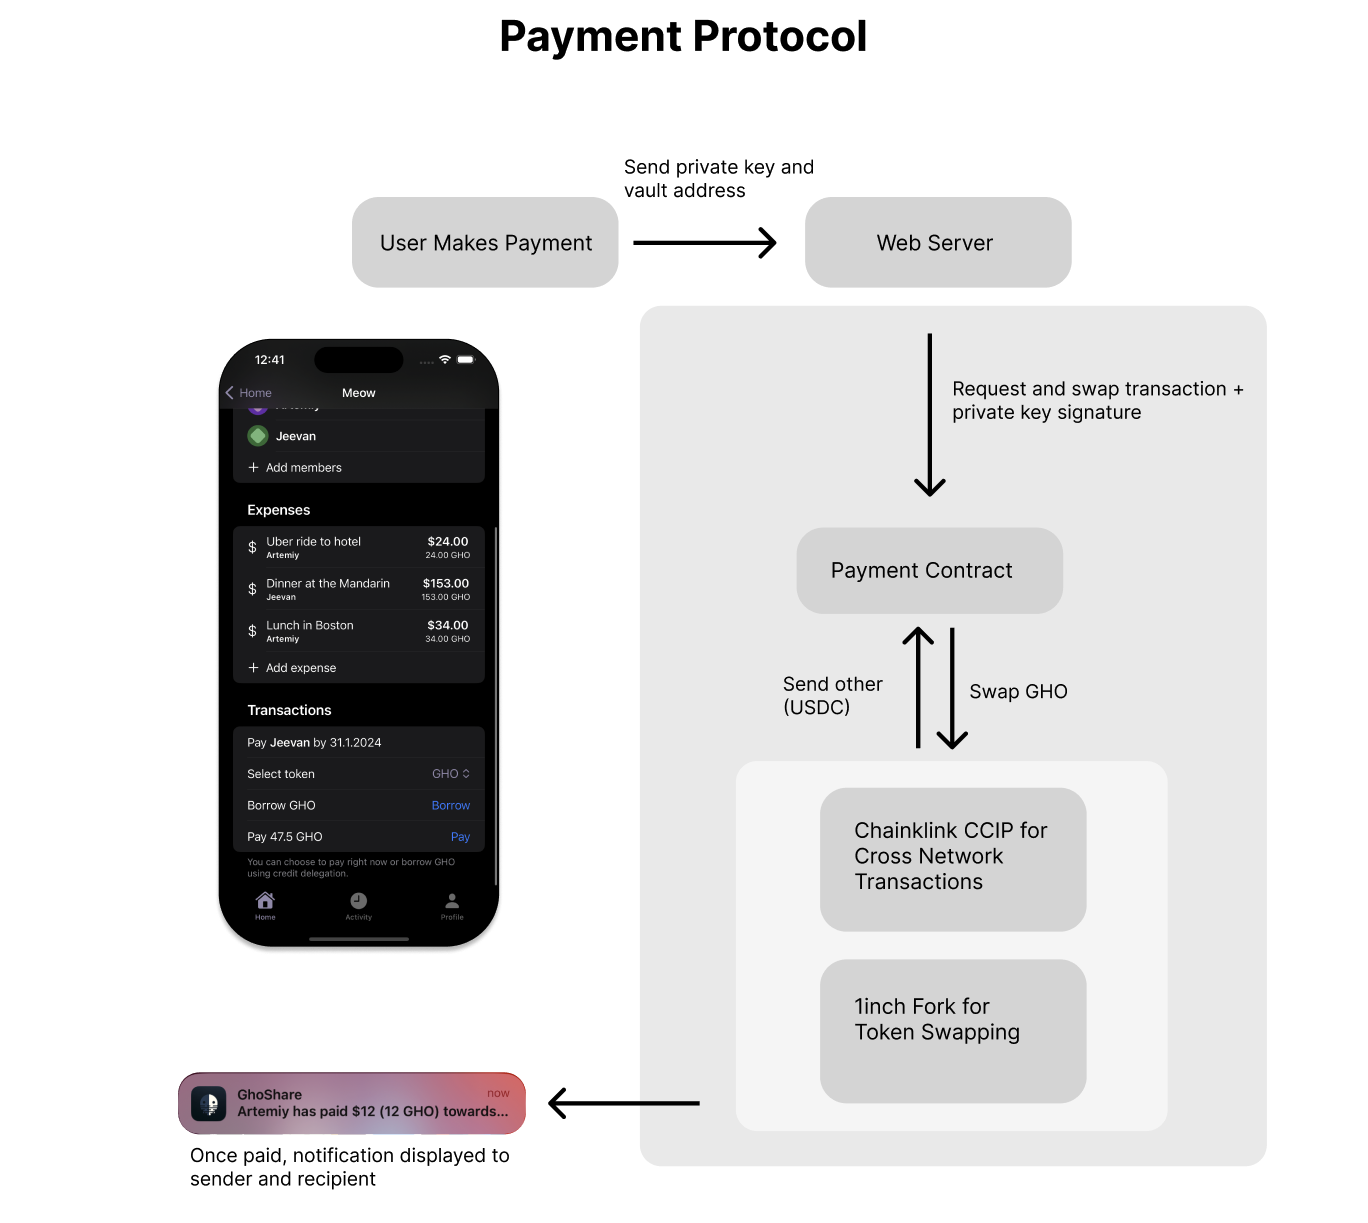 Payment Protocol
Send private key and
vault address
User Makes Payment
Web Server
Request and swap transaction +
private key signature
Payment Contract
Send other
(USDC)
Swap GHO
Chainklink CCIP for
Cross Network
Transactions
1inch Fork for
Token Swapping
12:41
Home
Meow
Artemiy
Jeevan
+ Add members
Expenses
$ Uber ride to hotel $24.00
Artemiy 24.00 GHO
$ Dinner at the Mandarin $153.00
Jeevan 153.00 GHO
$ Lunch in Boston $34.00
Artemiy 34.00 GHO
+ Add expense
Transactions
Pay Jeevan by 31.1.2024
Select token GHO
Borrow GHO Borrow
Pay 47.5 GHO Pay
You can choose to pay right now or borrow GHO
using credit delegation.
Home Activity Profile
GhoShare now
Artemiy has paid $12 (12 GHO) towards...
Once paid, notification displayed to
sender and recipient